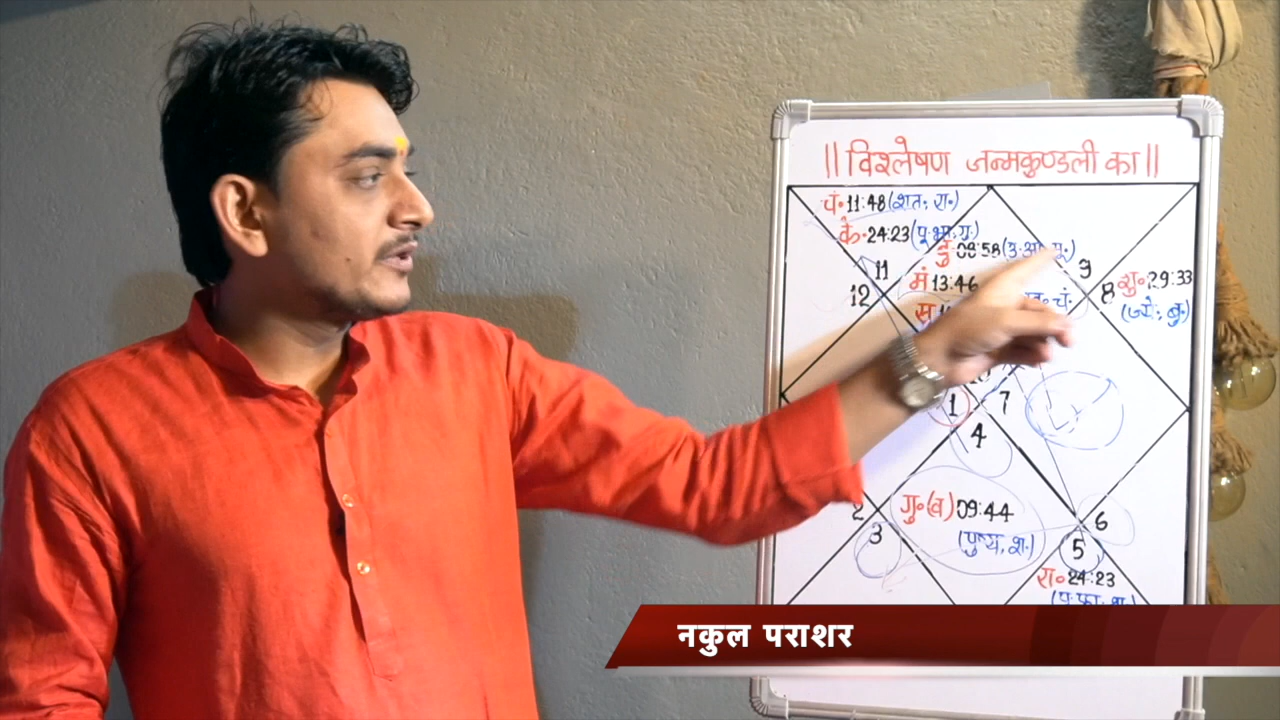 || विश्लेषण जन्मकुण्डली का ||
चं॰ 11:48 (शत॰, रा॰)
के॰ 24:23 (पू॰भा॰, गु॰)
बु॰ 08:58
9
11
मं 13:46
शु॰ 29:33
12
8
(ज्ये॰, बु॰)
1
7
4
गु॰(व) 09:44
2
6
3
(पुष्य, श॰)
5
रा॰ 24:23
नकुल पराशर